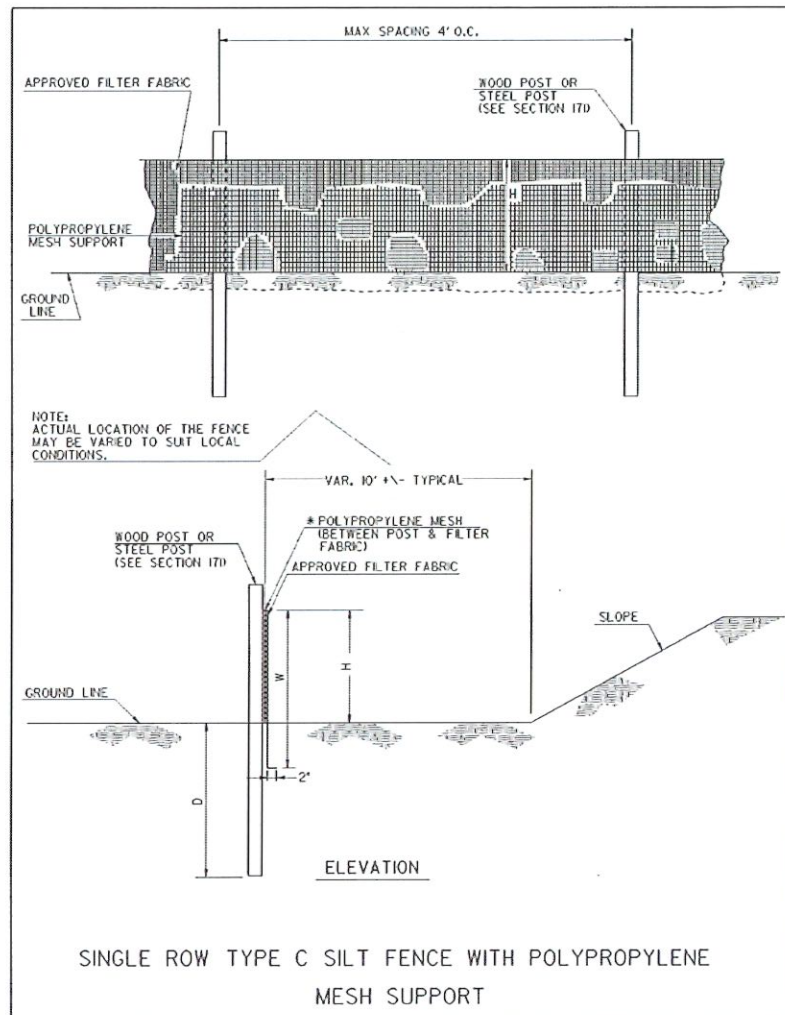 MAX SPACING 4' O.C.
APPROVED FILTER FABRIC
WOOD POST OR
STEEL POST
(SEE SECTION 171)
H
POLYPROPYLENE
MESH SUPPORT
GROUND
LINE
NOTE:
ACTUAL LOCATION OF THE FENCE
MAY BE VARIED TO SUIT LOCAL
CONDITIONS.
VAR. 10' +\- TYPICAL
WOOD POST OR
STEEL POST
(SEE SECTION 171)
* POLYPROPYLENE MESH
(BETWEEN POST & FILTER
FABRIC)
APPROVED FILTER FABRIC
SLOPE
W
H
GROUND LINE
2"
D
ELEVATION
SINGLE ROW TYPE C SILT FENCE WITH POLYPROPYLENE
MESH SUPPORT